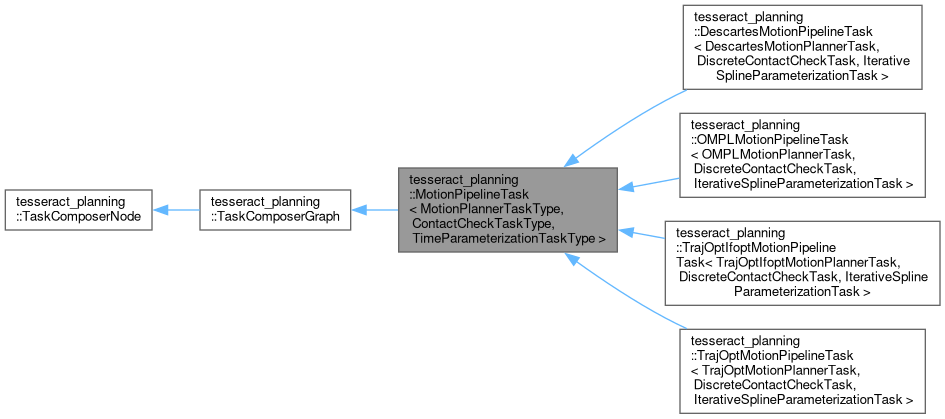 tesseract_planning
::TaskComposerNode
tesseract_planning
::TaskComposerGraph
tesseract_planning
::MotionPipelineTask
< MotionPlannerTaskType,
ContactCheckTaskType,
TimeParameterizationTaskType >
tesseract_planning
::DescartesMotionPipelineTask
< DescartesMotionPlannerTask,
DiscreteContactCheckTask, Iterative
SplineParameterizationTask >
tesseract_planning
::OMPLMotionPipelineTask
< OMPLMotionPlannerTask,
DiscreteContactCheckTask,
IterativeSplineParameterizationTask >
tesseract_planning
::TrajOptIfoptMotionPipeline
Task< TrajOptIfoptMotionPlannerTask,
DiscreteContactCheckTask, IterativeSpline
ParameterizationTask >
tesseract_planning
::TrajOptMotionPipelineTask
< TrajOptMotionPlannerTask,
DiscreteContactCheckTask,
IterativeSplineParameterizationTask >